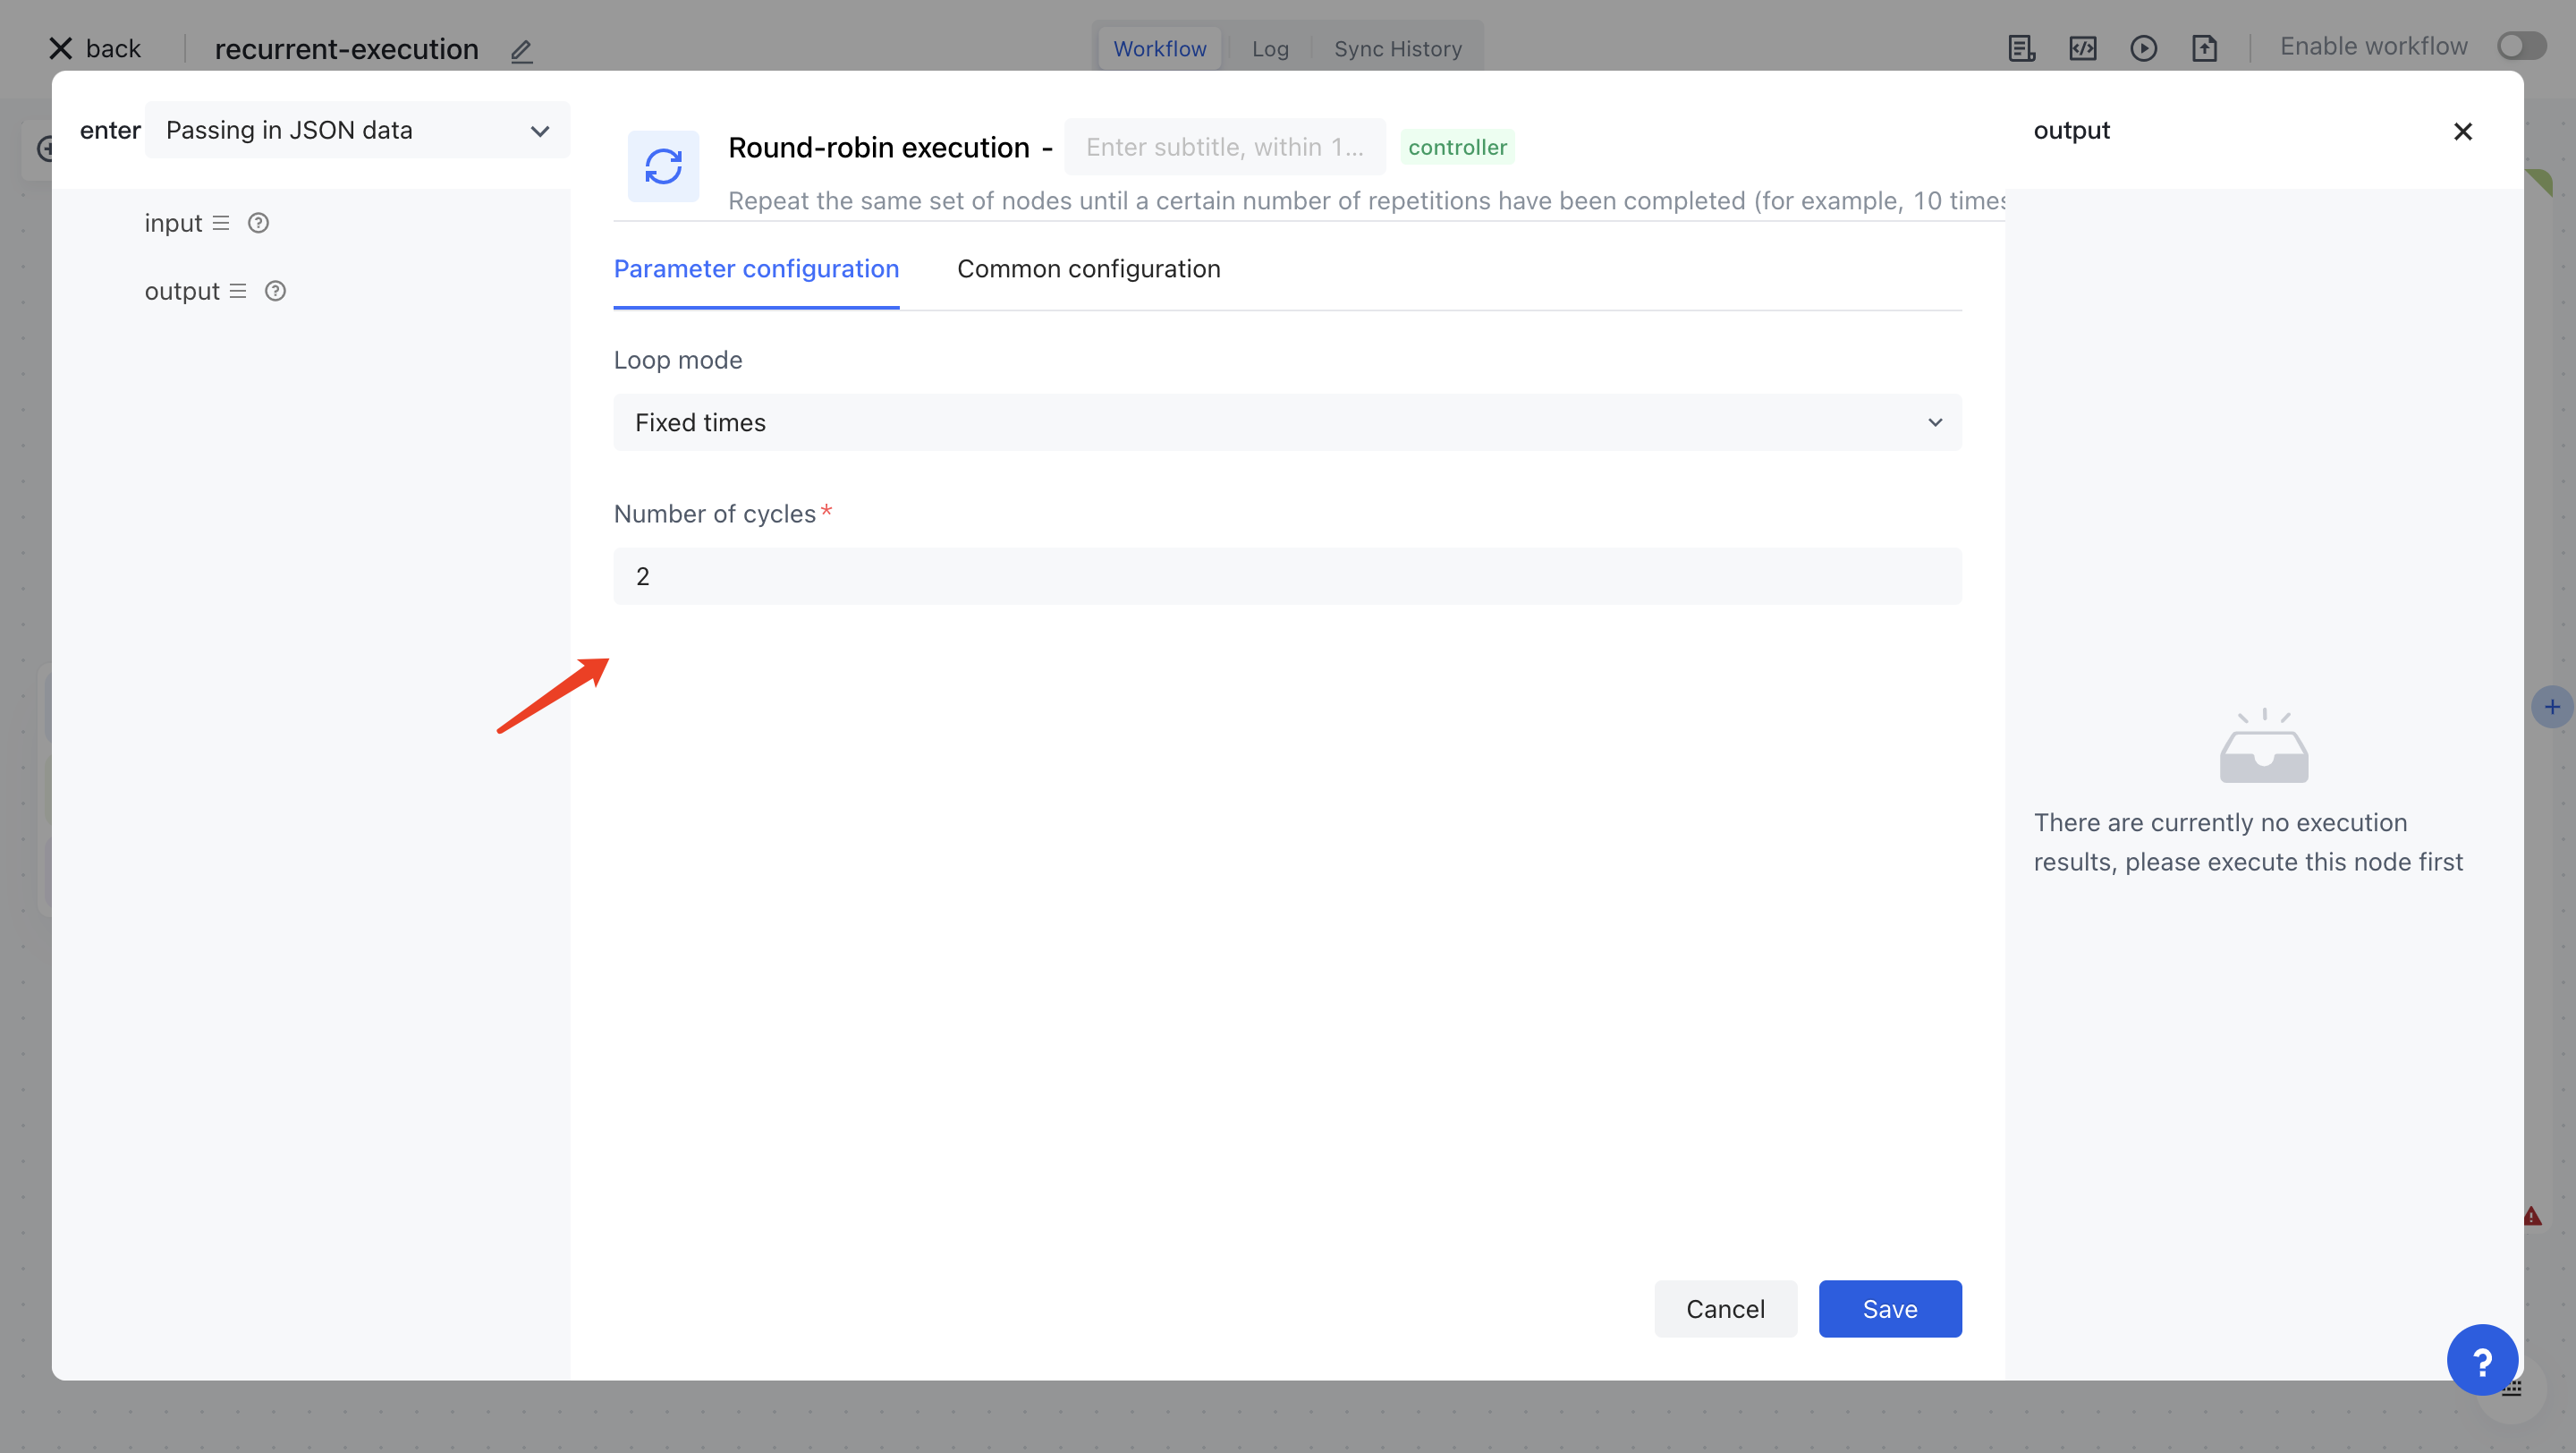 back
recurrent-execution
Workflow
Log
Sync History
Enable workflow
enter
Passing in JSON data
input
output
Round-robin execution -
Enter subtitle, within 1...
controller
Repeat the same set of nodes until a certain number of repetitions have been completed (for example, 10 times
Parameter configuration
Common configuration
Loop mode
Fixed times
Number of cycles*
2
Cancel
Save
output
There are currently no execution
results, please execute this node first